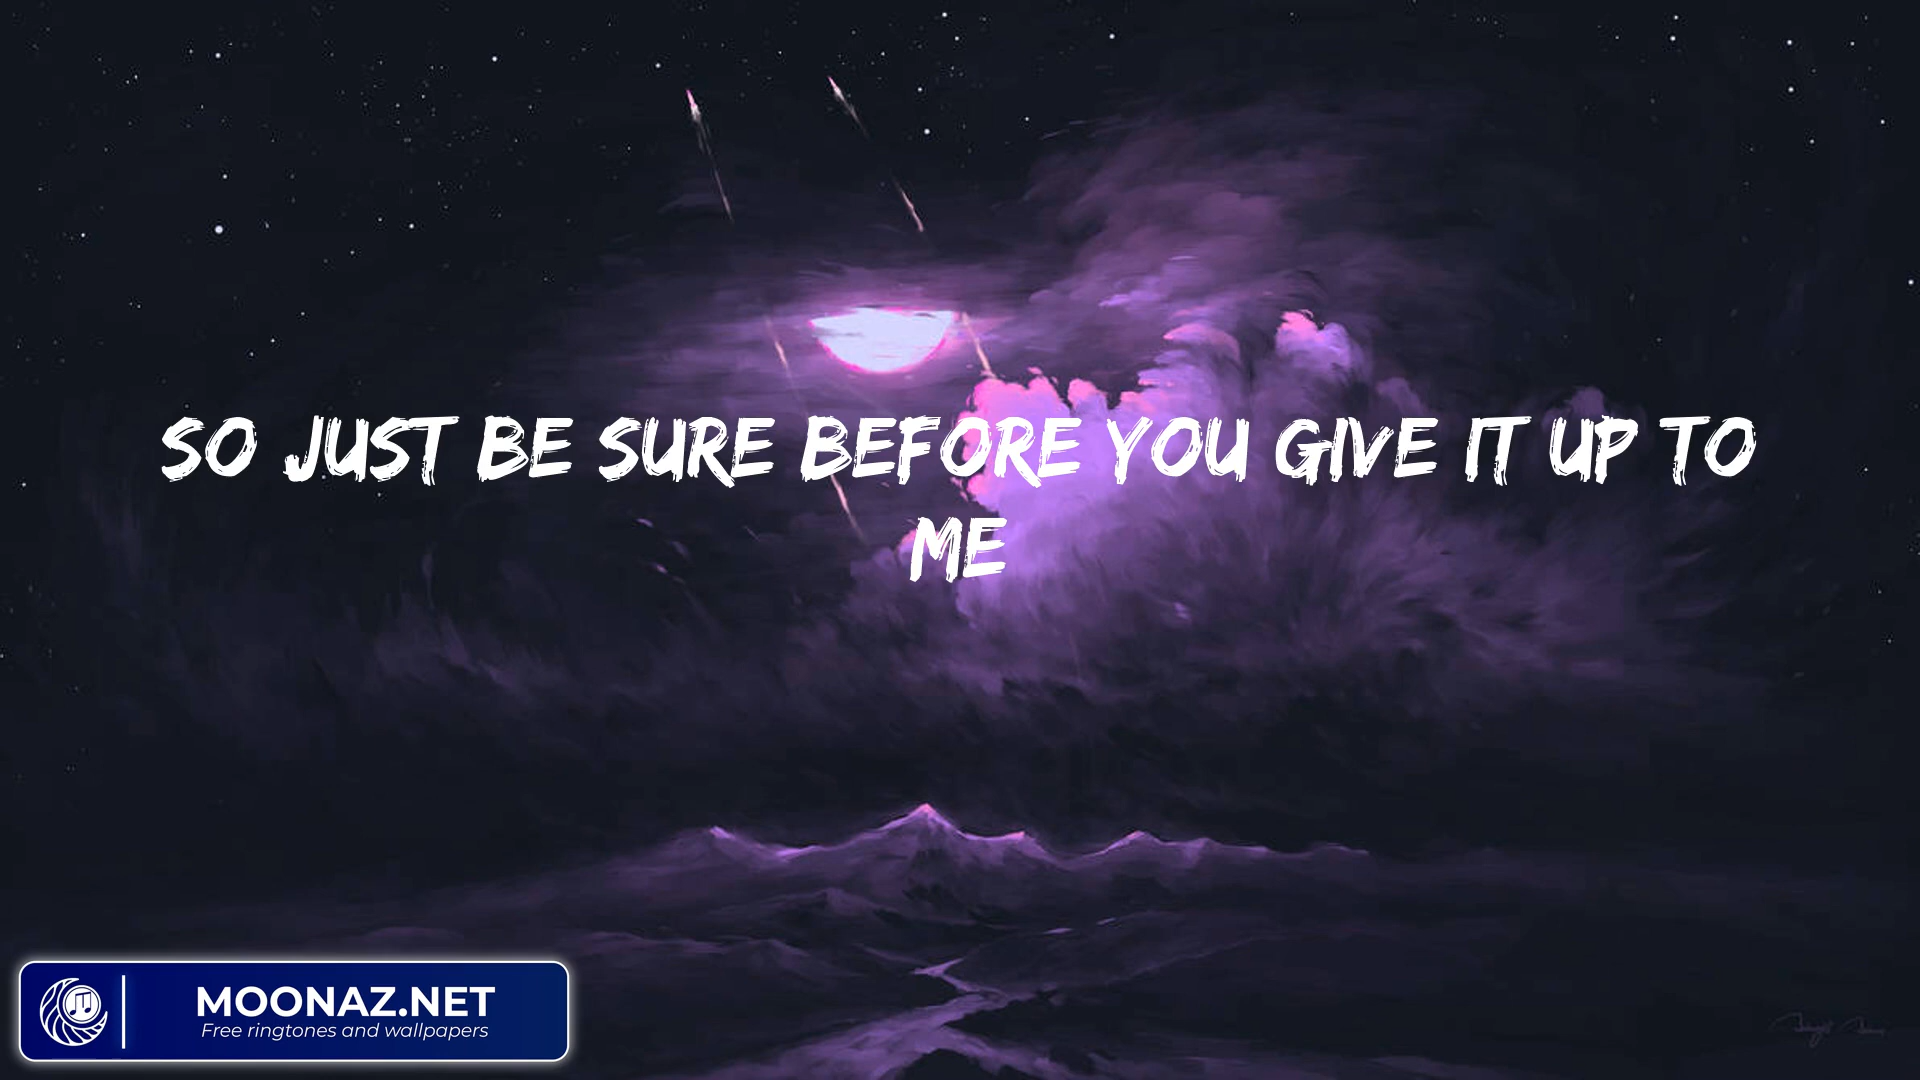 SO JUST BE SURE BEFORE YOU GIVE IT UP TO
ME
MOONAZ.NET
Free ringtones and wallpapers